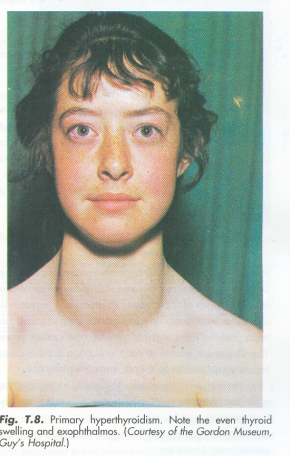 Fig. T.8. Primary hyperthyroidism. Note the even thyroid
swelling and exophthalmos. (Courtesy of the Gordon Museum,
Guy's Hospital.)